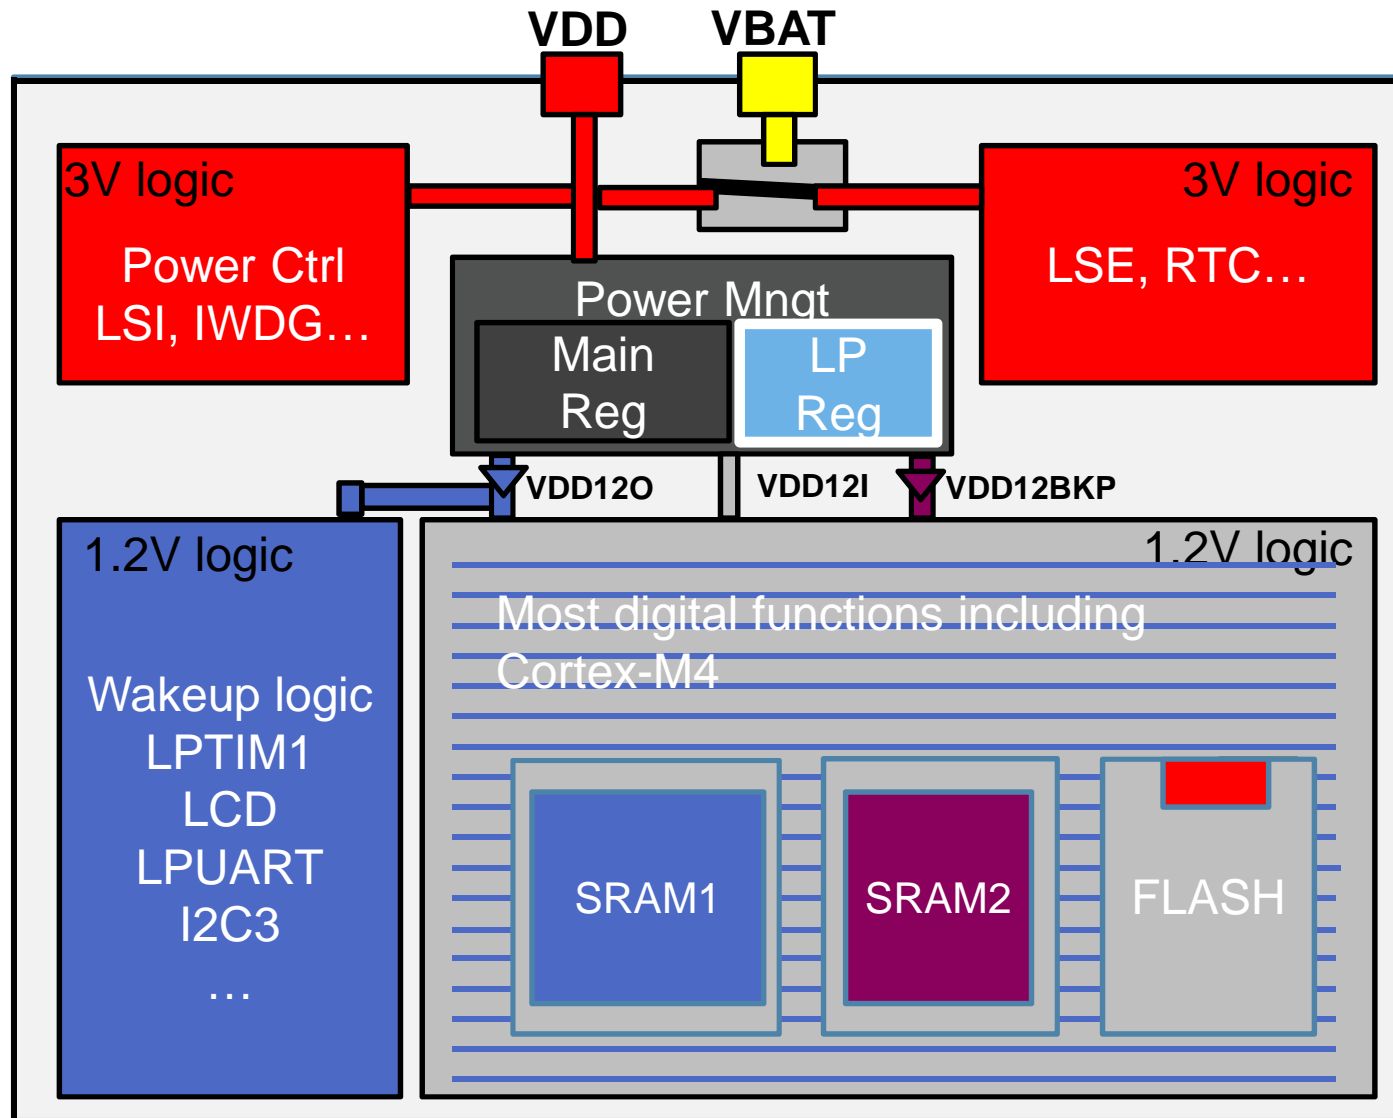 VDD
VBAT
3V logic
Power Ctrl
LSI, IWDG…
3V logic
LSE, RTC…
Power Mngt
Main
Reg
LP
Reg
VDD12O
VDD12I
VDD12BKP
1.2V logic
Wakeup logic
LPTIM1
LCD
LPUART
I2C3
…
1.2V logic
Most digital functions including
Cortex-M4
SRAM1
SRAM2
FLASH